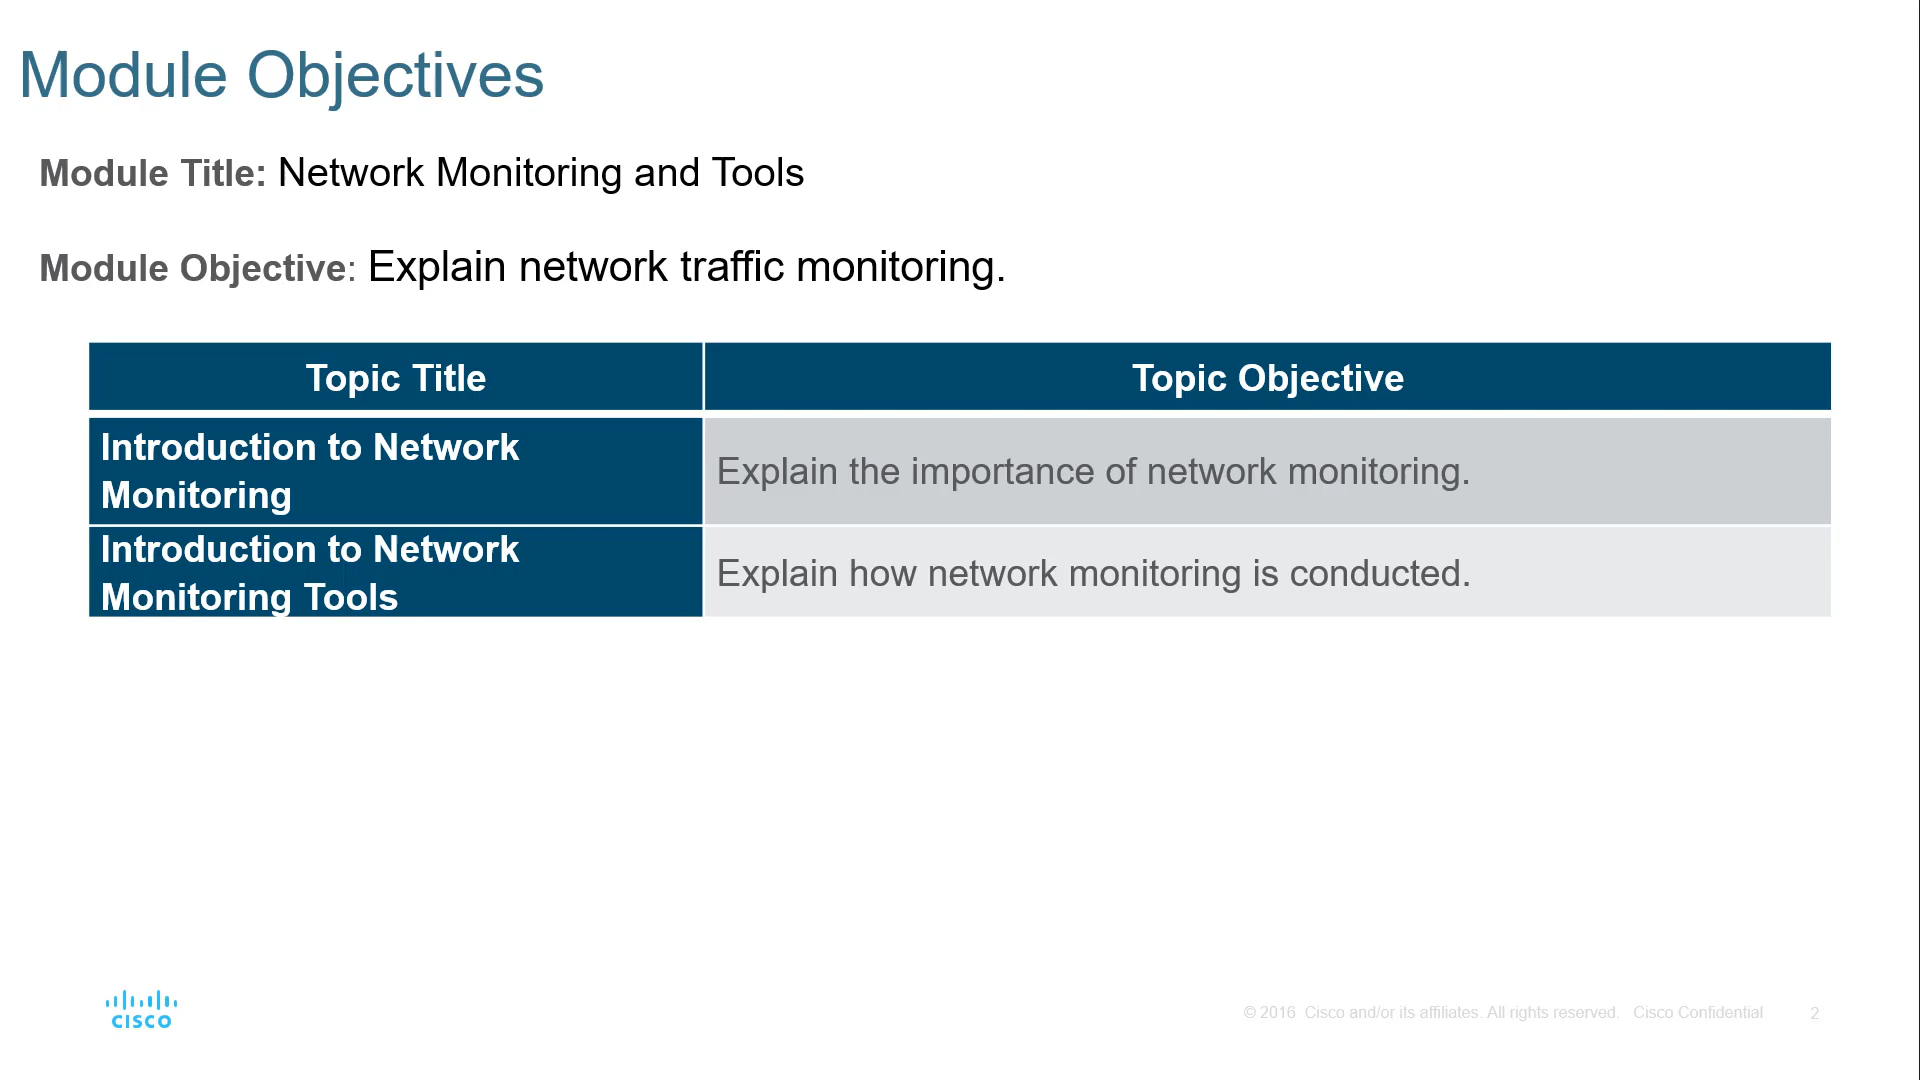 Module Objectives
Module Title: Network Monitoring and Tools
Module Objective: Explain network traffic monitoring.
Topic Title
Topic Objective
Introduction to Network
Monitoring
Explain the importance of network monitoring.
Introduction to Network
Monitoring Tools
Explain how network monitoring is conducted.
CISCO
© 2016 Cisco and/or its affiliates. All rights reserved. Cisco Confidential
2